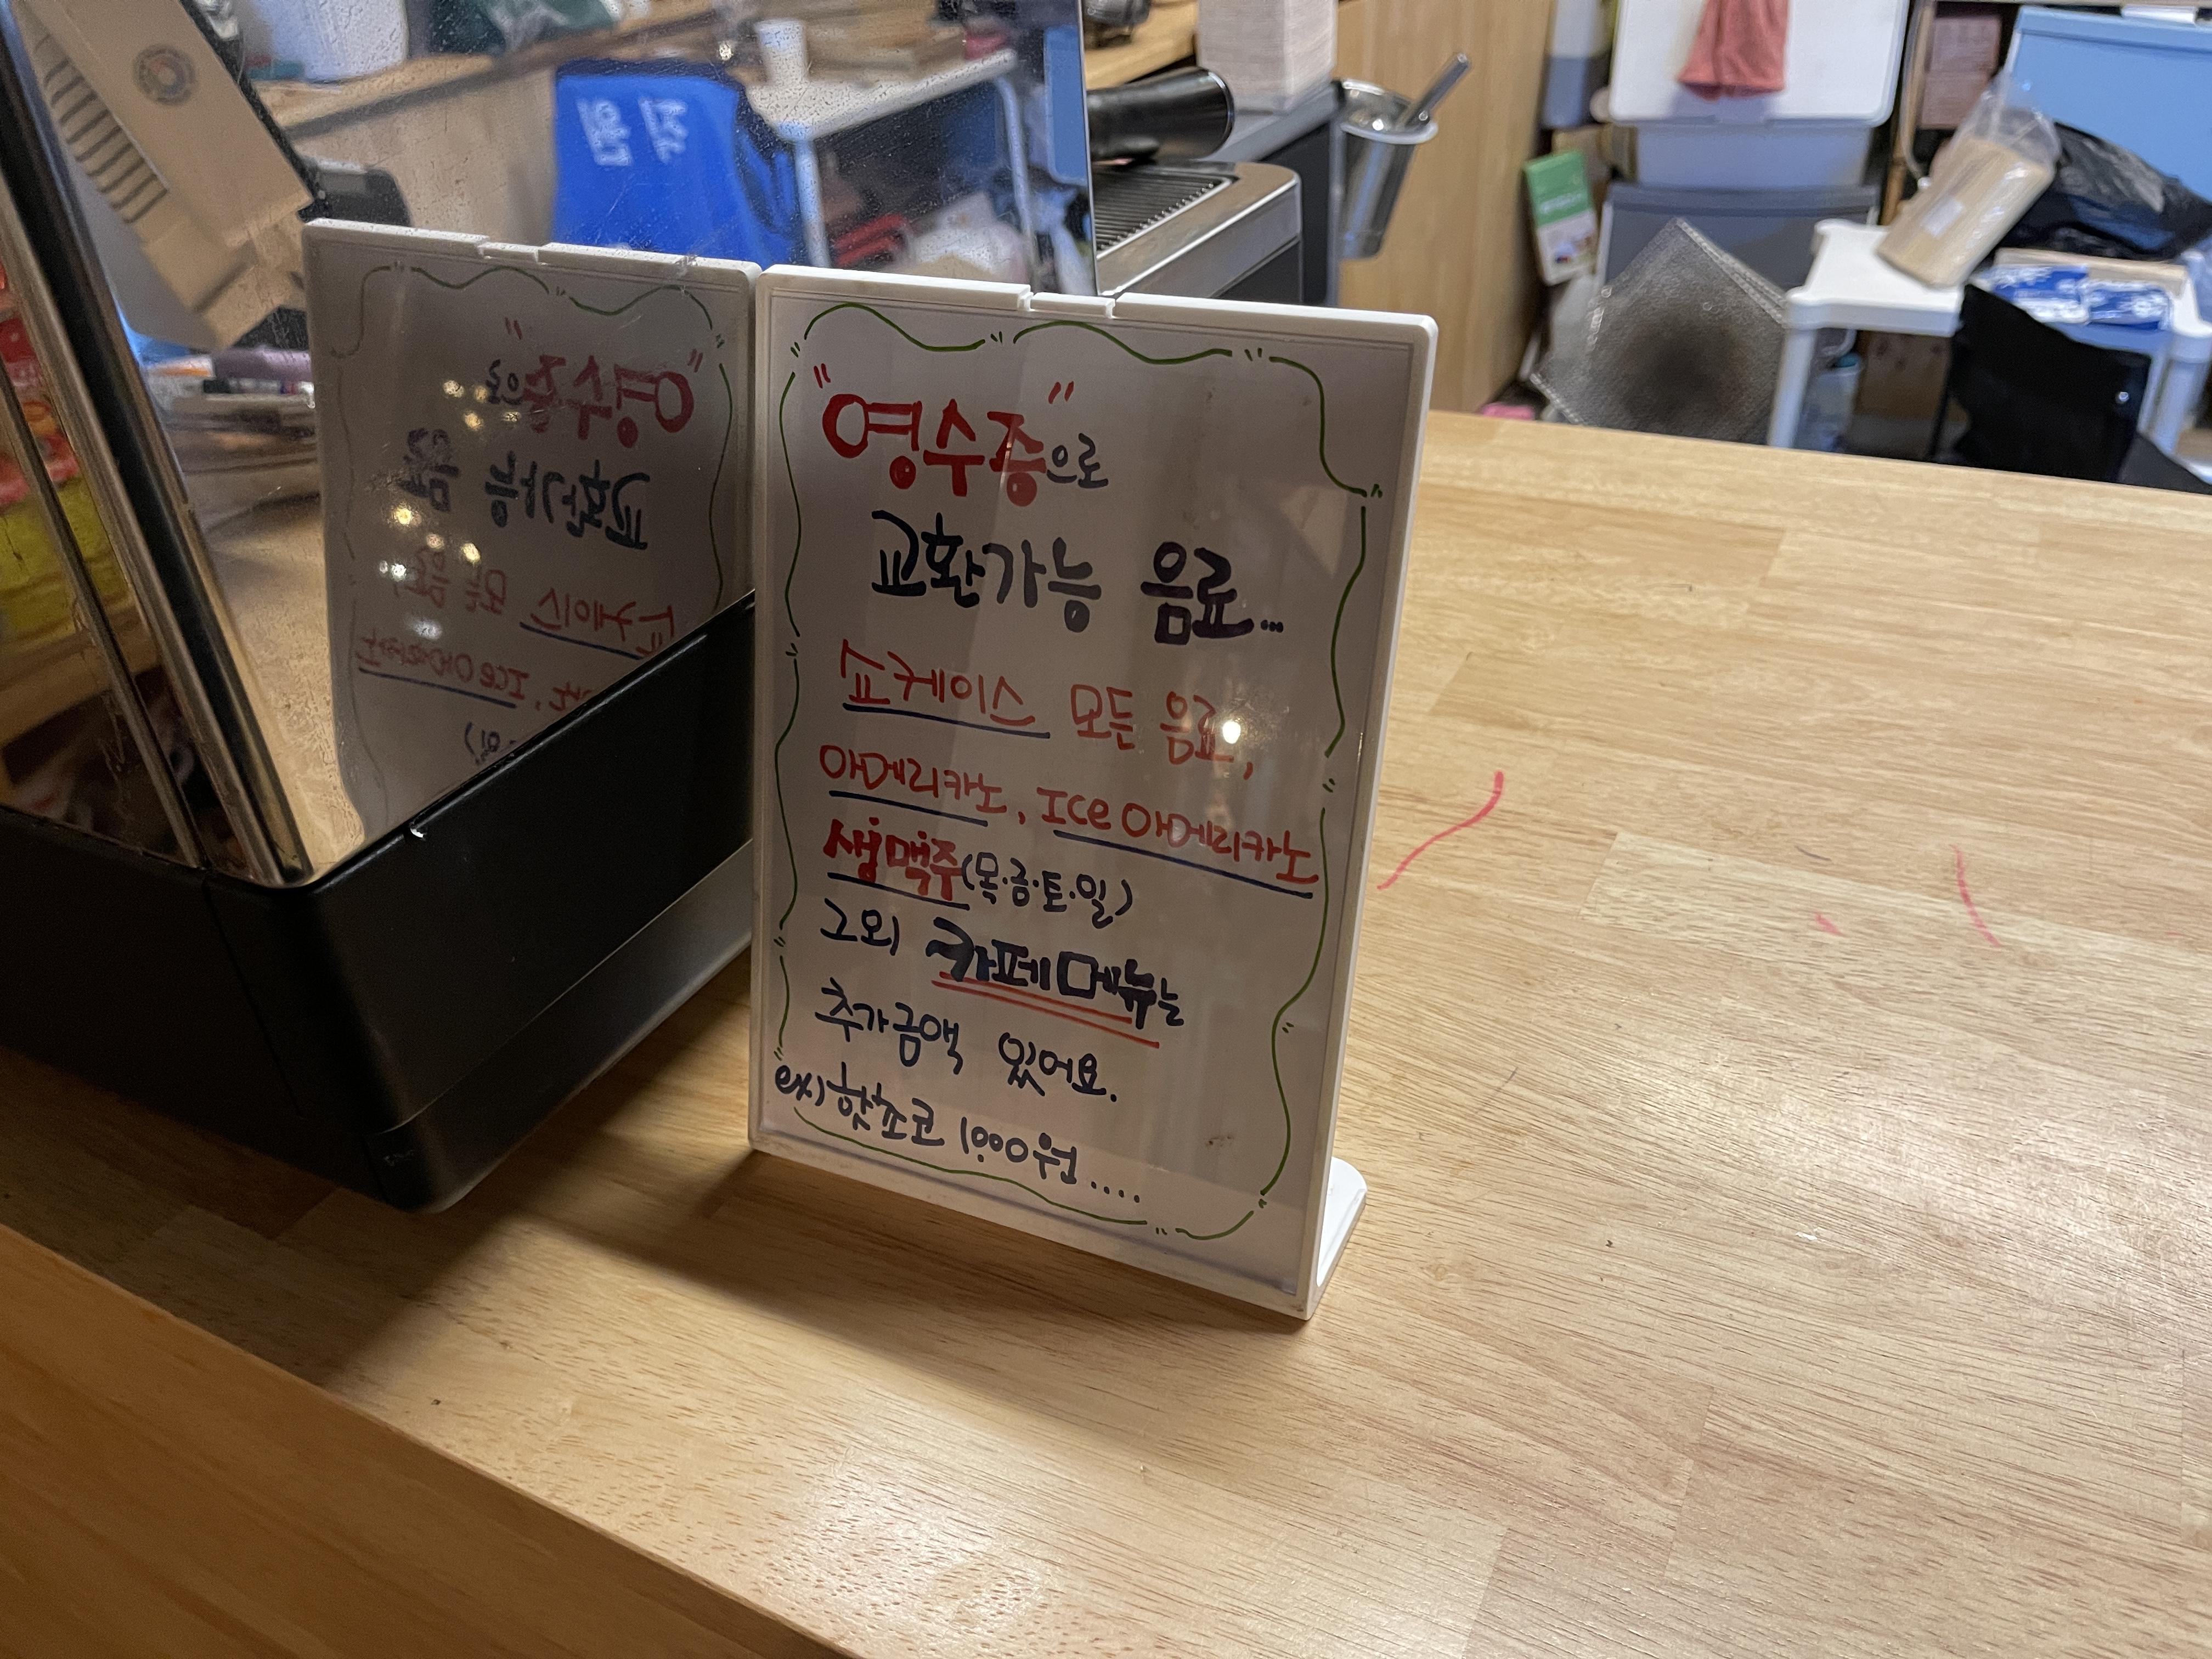 "영수증"으로
교환가능 음료...
쇼케이스 모든 음료,
아메리카노, Ice 아메리카노
생맥주(목.금.토.일)
그외 카페메뉴는
추가금액 있어요.
ex) 핫초코 1,000원....